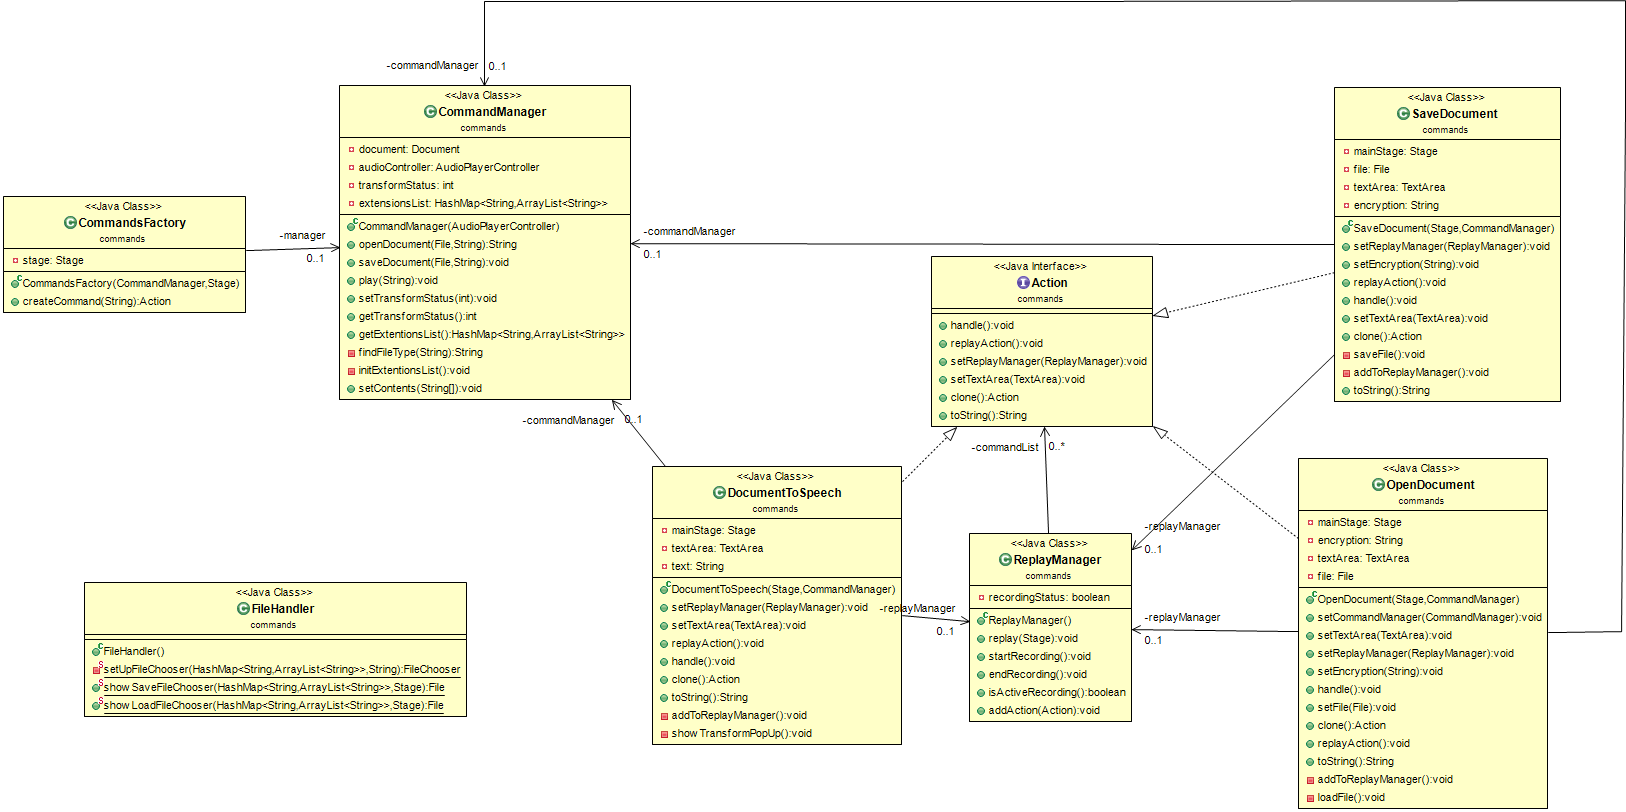 -commandManager
0..1
<<Java Class>>
CommandManager
commands
document: Document
audioController: AudioPlayerController
transformStatus: int
extensionsList: HashMap<String,ArrayList<String>>
CommandManager(AudioPlayerController)
openDocument(File,String):String
saveDocument(File,String):void
play(String):void
setTransformStatus(int):void
getTransformStatus():int
getExtentionsList():HashMap<String,ArrayList<String>>
findFileType(String):String
initExtentionsList():void
setContents(String[]):void
<<Java Class>>
CommandsFactory
commands
stage: Stage
CommandsFactory(CommandManager,Stage)
createCommand(String):Action
-manager
0..1
-commandManager
0..1
<<Java Class>>
SaveDocument
commands
mainStage: Stage
file: File
textArea: TextArea
encryption: String
SaveDocument(Stage,CommandManager)
setReplayManager(ReplayManager):void
setEncryption(String):void
replayAction():void
handle():void
setTextArea(TextArea):void
clone():Action
saveFile():void
addToReplayManager():void
toString():String
<<Java Interface>>
Action
commands
handle():void
replayAction():void
setReplayManager(ReplayManager):void
setTextArea(TextArea):void
clone():Action
toString():String
-commandManager
0..1
-commandList
0..*
<<Java Class>>
DocumentToSpeech
commands
mainStage: Stage
textArea: TextArea
text: String
DocumentToSpeech(Stage,CommandManager)
setReplayManager(ReplayManager):void
setTextArea(TextArea):void
replayAction():void
handle():void
clone():Action
toString():String
addToReplayManager():void
show TransformPopUp():void
-replayManager
0..1
<<Java Class>>
ReplayManager
commands
recordingStatus: boolean
ReplayManager()
replay(Stage):void
startRecording():void
endRecording():void
isActiveRecording():boolean
addAction(Action):void
-replayManager
0..1
-replayManager
0..1
<<Java Class>>
OpenDocument
commands
mainStage: Stage
encryption: String
textArea: TextArea
file: File
OpenDocument(Stage,CommandManager)
setCommandManager(CommandManager):void
setTextArea(TextArea):void
setReplayManager(ReplayManager):void
setEncryption(String):void
handle():void
setFile(File):void
clone():Action
replayAction():void
toString():String
addToReplayManager():void
loadFile():void
<<Java Class>>
FileHandler
commands
FileHandler()
setUpFileChooser(HashMap<String,ArrayList<String>>,String):FileChooser
show SaveFileChooser(HashMap<String,ArrayList<String>>,Stage):File
show LoadFileChooser(HashMap<String,ArrayList<String>>,Stage):File